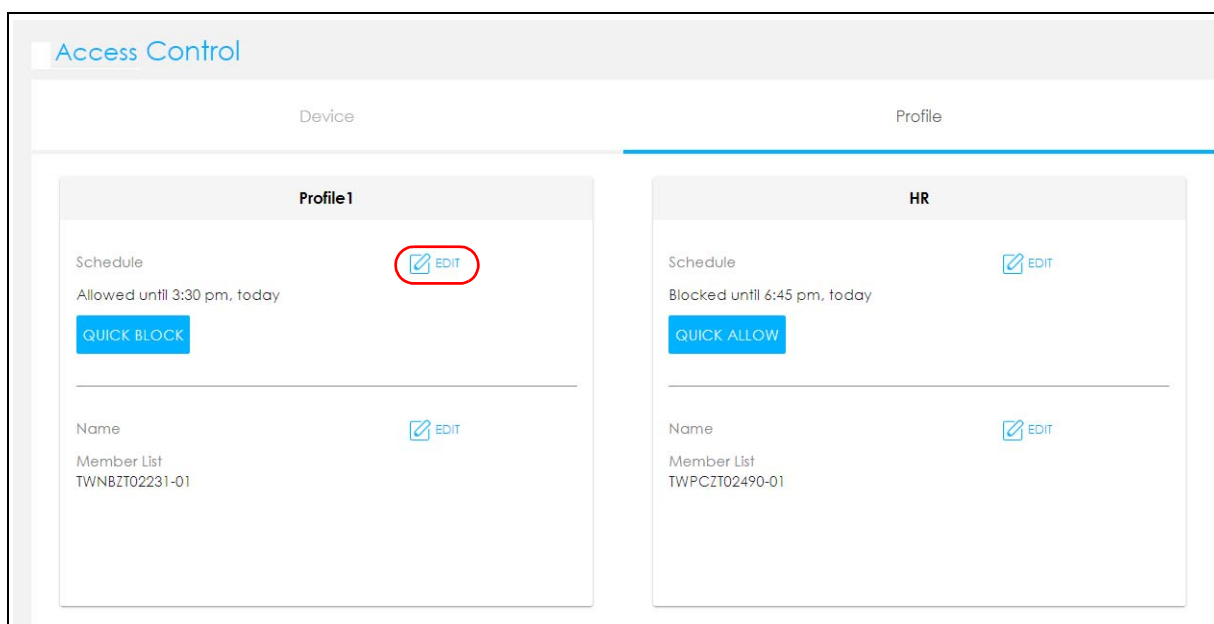 Access Control
Device
Profile
Profile1
Schedule
EDIT
Allowed until 3:30 pm, today
QUICK BLOCK
Name
EDIT
Member List
TWNBZT02231-01
HR
Schedule
EDIT
Blocked until 6:45 pm, today
QUICK ALLOW
Name
EDIT
Member List
TWPCZT02490-01